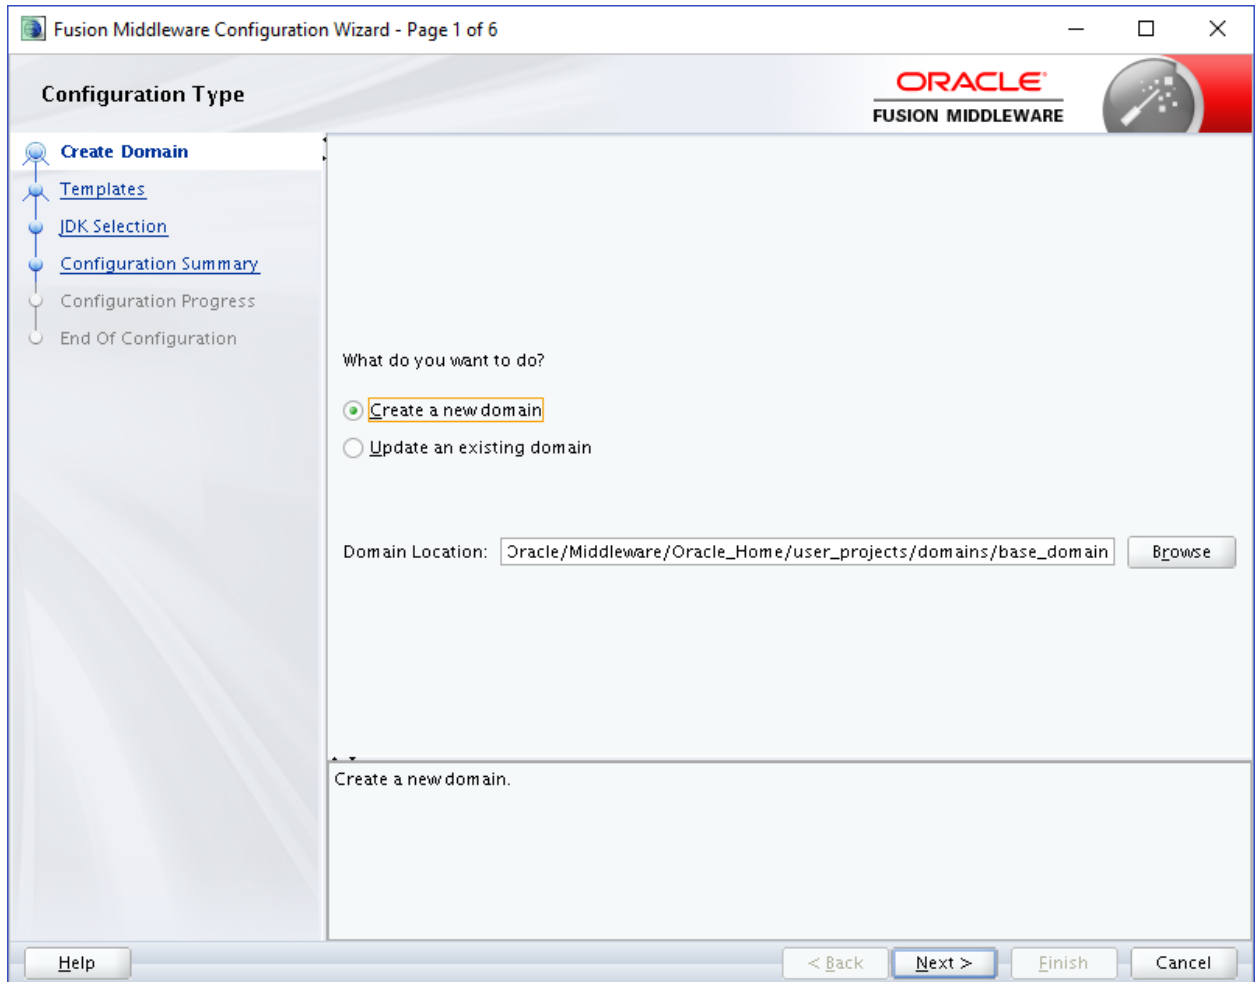 Fusion Middleware Configuration Wizard - Page 1 of 6
Configuration Type
ORACLE
FUSION MIDDLEWARE
Create Domain
Templates
JDK Selection
Configuration Summary
Configuration Progress
End Of Configuration
What do you want to do?
Create a new domain
Update an existing domain
Domain Location: Oracle/Middleware/Oracle_Home/user_projects/domains/base_domain Browse
Create a new domain.
Help < Back Next > Finish Cancel